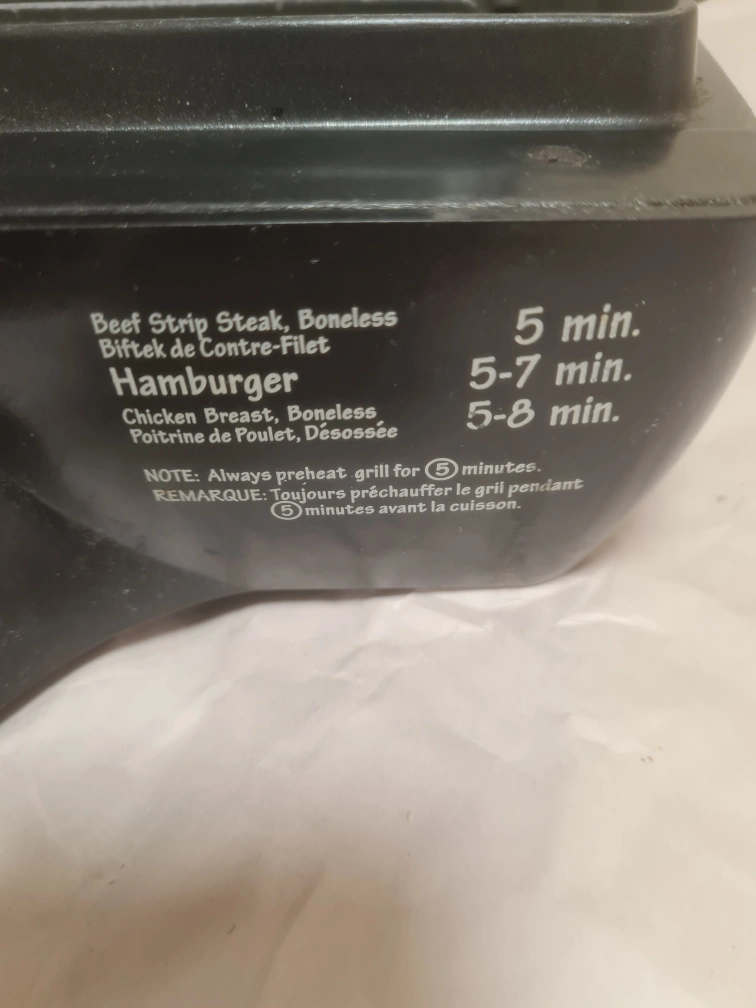 Beef Strip Steak, Boneless 5 min.
Biftek de Contre-Filet
Hamburger 5-7 min.
Chicken Breast, Boneless 5-8 min.
Poitrine de Poulet, Désossée
NOTE: Always preheat grill for 5 minutes.
REMARQUE: Toujours préchauffer le gril pendant
5 minutes avant la cuisson.